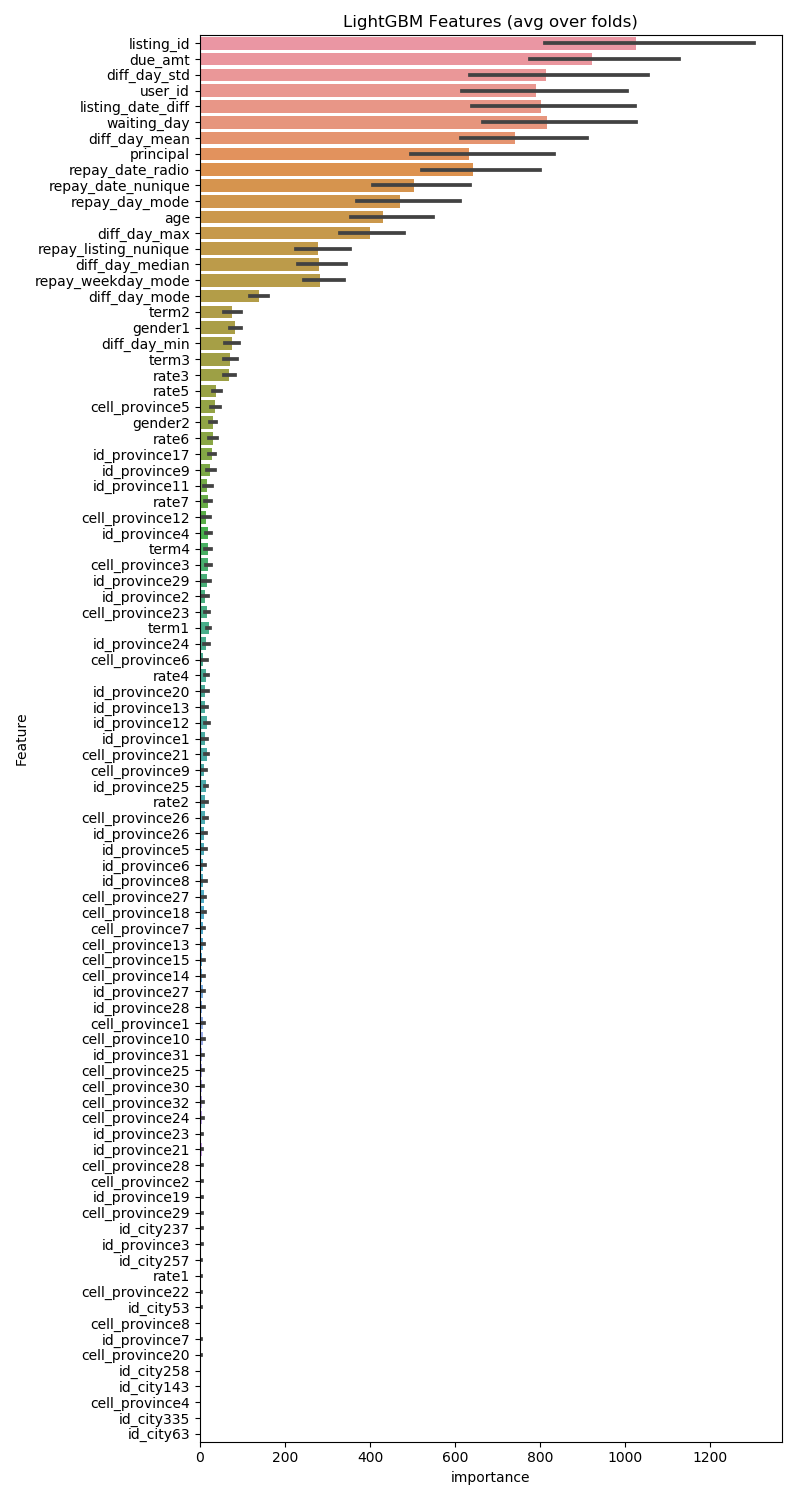 LightGBM Features (avg over folds)
listing_id
due_amt
diff_day_std
user_id
listing_date_diff
waiting_day
diff_day_mean
principal
repay_date_radio
repay_date_nunique
repay_day_mode
age
diff_day_max
repay_listing_nunique
diff_day_median
repay_weekday_mode
diff_day_mode
term2
gender1
diff_day_min
term3
rate3
rate5
cell_province5
gender2
rate6
id_province17
id_province9
id_province11
rate7
cell_province12
id_province4
term4
cell_province3
id_province29
id_province2
cell_province23
term1
id_province24
cell_province6
rate4
id_province20
id_province13
id_province12
id_province1
cell_province21
cell_province9
id_province25
rate2
cell_province26
id_province26
id_province5
id_province6
id_province8
cell_province27
cell_province18
cell_province7
cell_province13
cell_province15
cell_province14
id_province27
id_province28
cell_province1
cell_province10
id_province31
cell_province25
cell_province30
cell_province32
cell_province24
id_province23
id_province21
cell_province28
cell_province2
id_province19
cell_province29
id_city237
id_province3
id_city257
rate1
cell_province22
id_city53
cell_province8
id_province7
cell_province20
id_city258
id_city143
cell_province4
id_city335
id_city63
Feature
0 200 400 600 800 1000 1200
importance